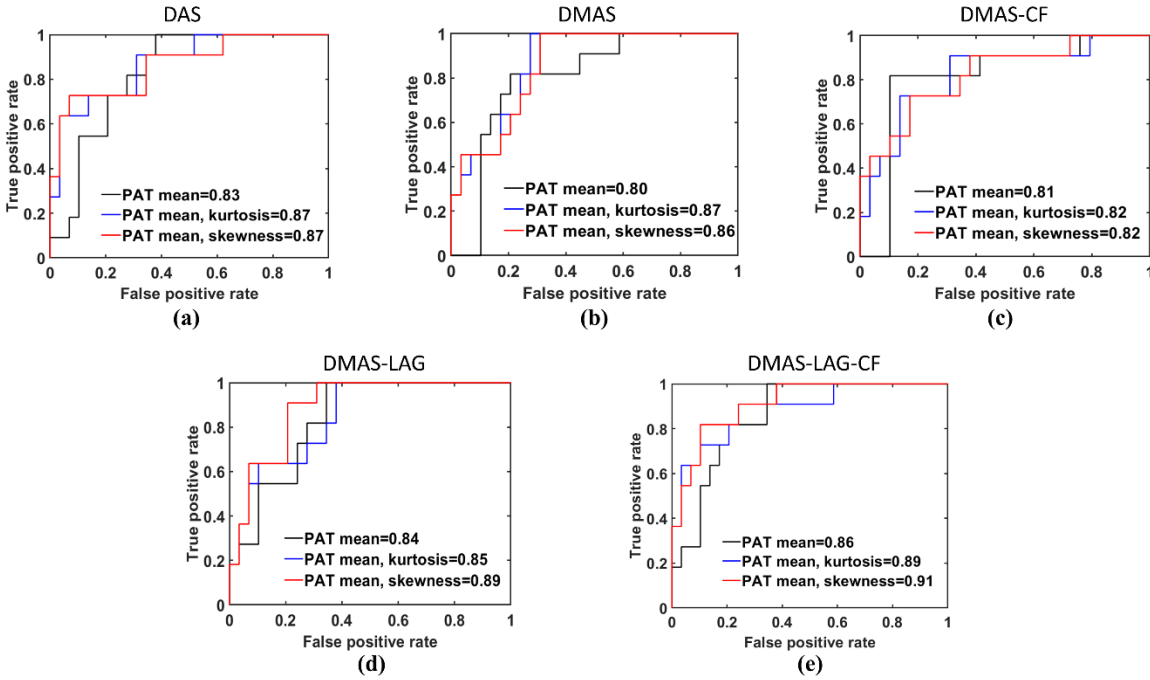 DAS
True positive rate
1
0.8
0.6
0.4
0.2
0
PAT mean=0.83
PAT mean, kurtosis=0.87
PAT mean, skewness=0.87
0 0.2 0.4 0.6 0.8 1
False positive rate
(a)
DMAS
True positive rate
1
0.8
0.6
0.4
0.2
0
PAT mean=0.80
PAT mean, kurtosis=0.87
PAT mean, skewness=0.86
0 0.2 0.4 0.6 0.8 1
False positive rate
(b)
DMAS-CF
True positive rate
1
0.8
0.6
0.4
0.2
0
PAT mean=0.81
PAT mean, kurtosis=0.82
PAT mean, skewness=0.82
0 0.2 0.4 0.6 0.8 1
False positive rate
(c)
DMAS-LAG
True positive rate
1
0.8
0.6
0.4
0.2
0
PAT mean=0.84
PAT mean, kurtosis=0.85
PAT mean, skewness=0.89
0 0.2 0.4 0.6 0.8 1
False positive rate
(d)
DMAS-LAG-CF
True positive rate
1
0.8
0.6
0.4
0.2
0
PAT mean=0.86
PAT mean, kurtosis=0.89
PAT mean, skewness=0.91
0 0.2 0.4 0.6 0.8 1
False positive rate
(e)